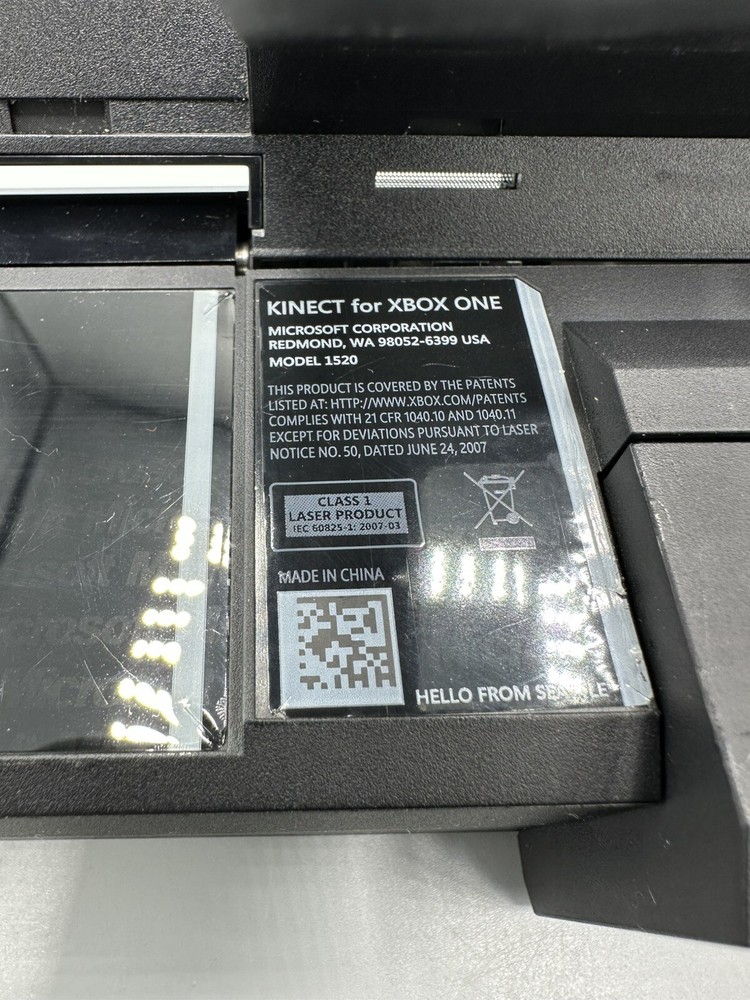 KINECT for XBOX ONE
MICROSOFT CORPORATION
REDMOND, WA 98052-6399 USA
MODEL 1520
THIS PRODUCT IS COVERED BY THE PATENTS
LISTED AT: HTTP://WWW.XBOX.COM/PATENTS
COMPLIES WITH 21 CFR 1040.10 AND 1040.11
EXCEPT FOR DEVIATIONS PURSUANT TO LASER
NOTICE NO. 50, DATED JUNE 24, 2007
CLASS 1
LASER PRODUCT
IEC 60825-1: 2007-03
MADE IN CHINA
HELLO FROM SEATTLE